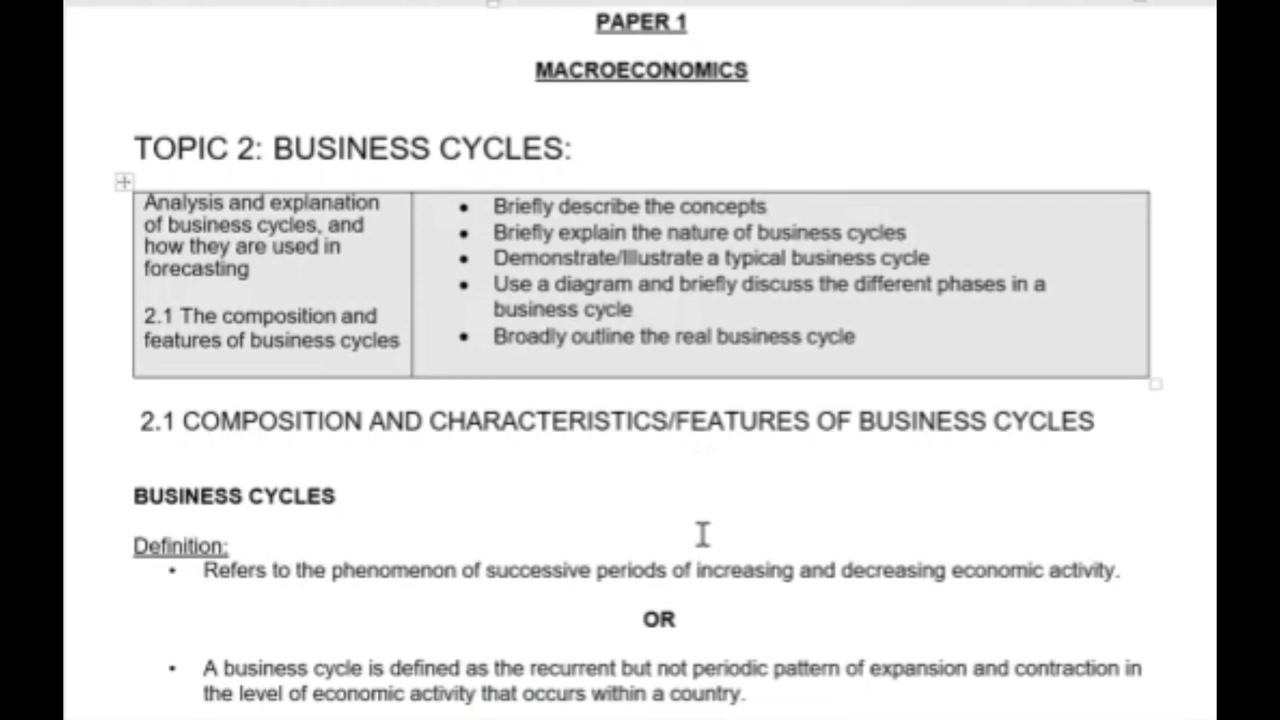 PAPER 1
MACROECONOMICS
TOPIC 2: BUSINESS CYCLES:
Analysis and explanation
of business cycles, and
how they are used in
forecasting
2.1 The composition and
features of business cycles
• Briefly describe the concepts
• Briefly explain the nature of business cycles
• Demonstrate/Illustrate a typical business cycle
• Use a diagram and briefly discuss the different phases in a
business cycle
• Broadly outline the real business cycle
2.1 COMPOSITION AND CHARACTERISTICS/FEATURES OF BUSINESS CYCLES
BUSINESS CYCLES
Definition:
• Refers to the phenomenon of successive periods of increasing and decreasing economic activity.
OR
• A business cycle is defined as the recurrent but not periodic pattern of expansion and contraction in
the level of economic activity that occurs within a country.